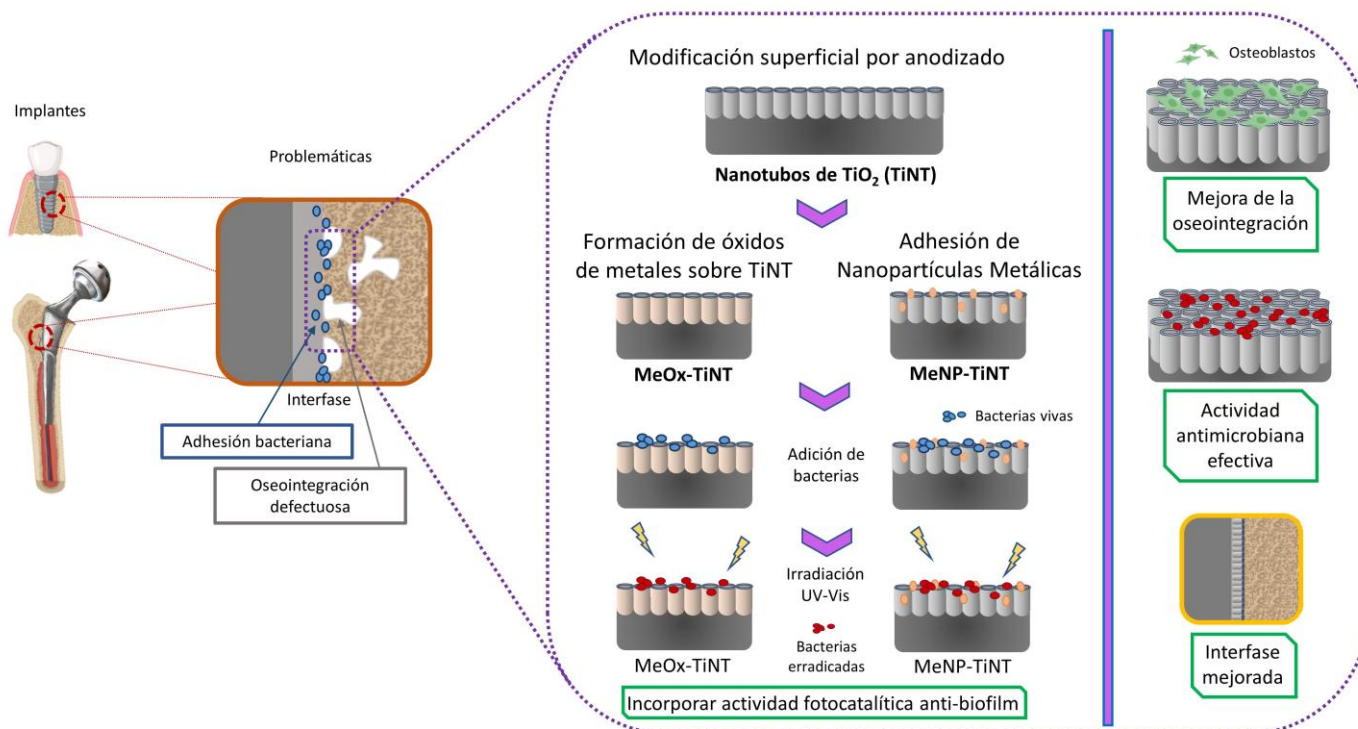 Implantes
Problemáticas
Interfase
Adhesión bacteriana
Oseointegración
defectuosa
Modificación superficial por anodizado
Nanotubos de TiO₂ (TiNT)
Formación de óxidos
de metales sobre TiNT
Adhesión de
Nanopartículas Metálicas
MeOx-TiNT
MeNP-TiNT
Bacterias vivas
Adición de
bacterias
Irradiación
UV-Vis
Bacterias
erradicadas
MeOx-TiNT
MeNP-TiNT
Incorporar actividad fotocatalítica anti-biofilm
Osteoblastos
Mejora de la
oseointegración
Actividad
antimicrobiana
efectiva
Interfase
mejorada